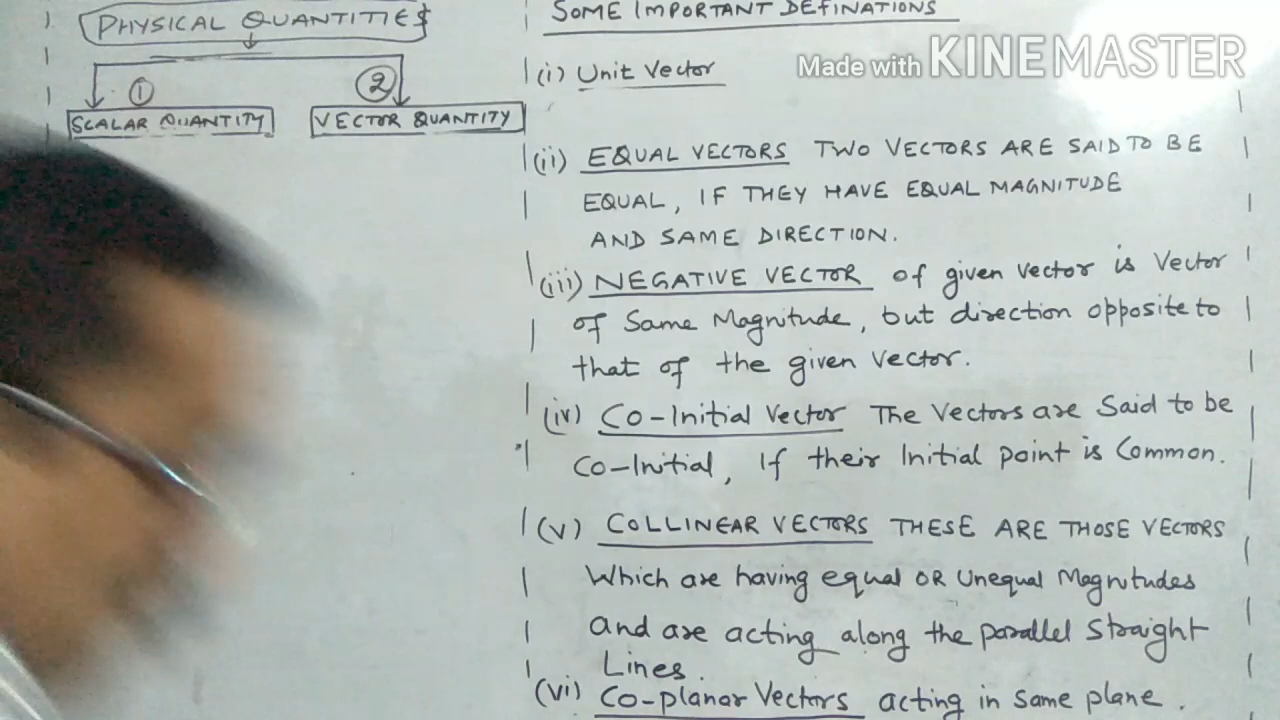 PHYSICAL QUANTITIES
① ②
SCALAR QUANTITY VECTOR QUANTITY
SOME IMPORTANT DEFINATIONS
Made with KINEMASTER
(i) Unit Vector
(ii) EQUAL VECTORS TWO VECTORS ARE SAID TO BE
EQUAL, IF THEY HAVE EQUAL MAGNITUDE
AND SAME DIRECTION.
(iii) NEGATIVE VECTOR of given vector is Vector
of Same Magnitude, but direction opposite to
that of the given vector.
(iv) Co-Initial Vector The Vectors are Said to be
Co-Initial, If their Initial point is Common.
(v) COLLINEAR VECTORS THESE ARE THOSE VECTORS
Which are having equal OR Unequal Magnitudes
and are acting along the parallel Straight
Lines.
(vi) Co-planar Vectors acting in same plane.